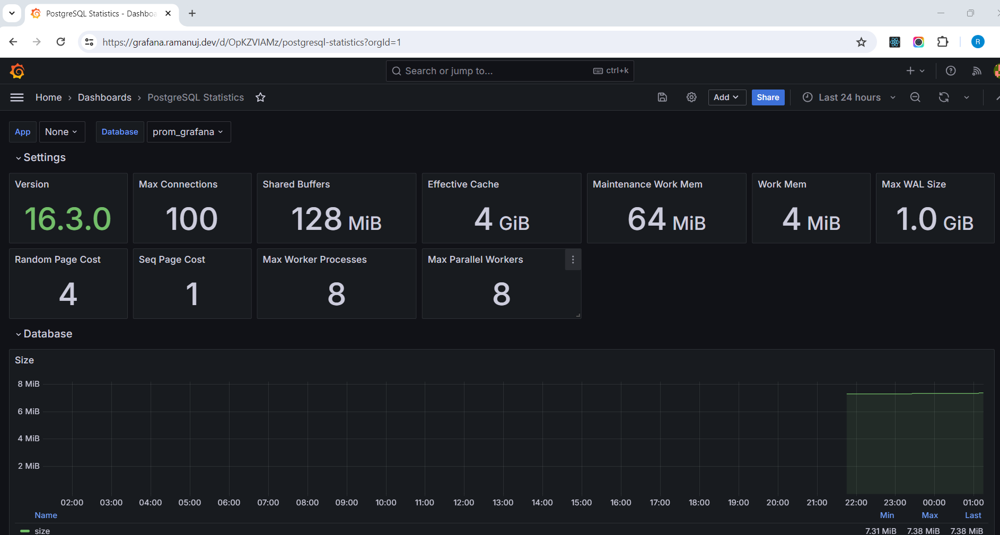 PostgreSQL Statistics - Dashboa
https://grafana.ramanuj.dev/d/OpKZVIAMz/postgresql-statistics?orgId=1
R
Search or jump to...
ctrl+k
Home › Dashboards › PostgreSQL Statistics
Add
Share
Last 24 hours
App
None
Database
prom_grafana
Settings
Version
Max Connections
Shared Buffers
Effective Cache
Maintenance Work Mem
Work Mem
Max WAL Size
16.3.0
100
128 MiB
4 GiB
64 MiB
4 MiB
1.0 GiB
Random Page Cost
Seq Page Cost
Max Worker Processes
Max Parallel Workers
4
1
8
8
Database
Size
8 MiB
6 MiB
4 MiB
2 MiB
02:00 03:00 04:00 05:00 06:00 07:00 08:00 09:00 10:00 11:00 12:00 13:00 14:00 15:00 16:00 17:00 18:00 19:00 20:00 21:00 22:00 23:00 00:00 01:00
Name Min Max Last
size 7.31 MiB 7.38 MiB 7.38 MiB